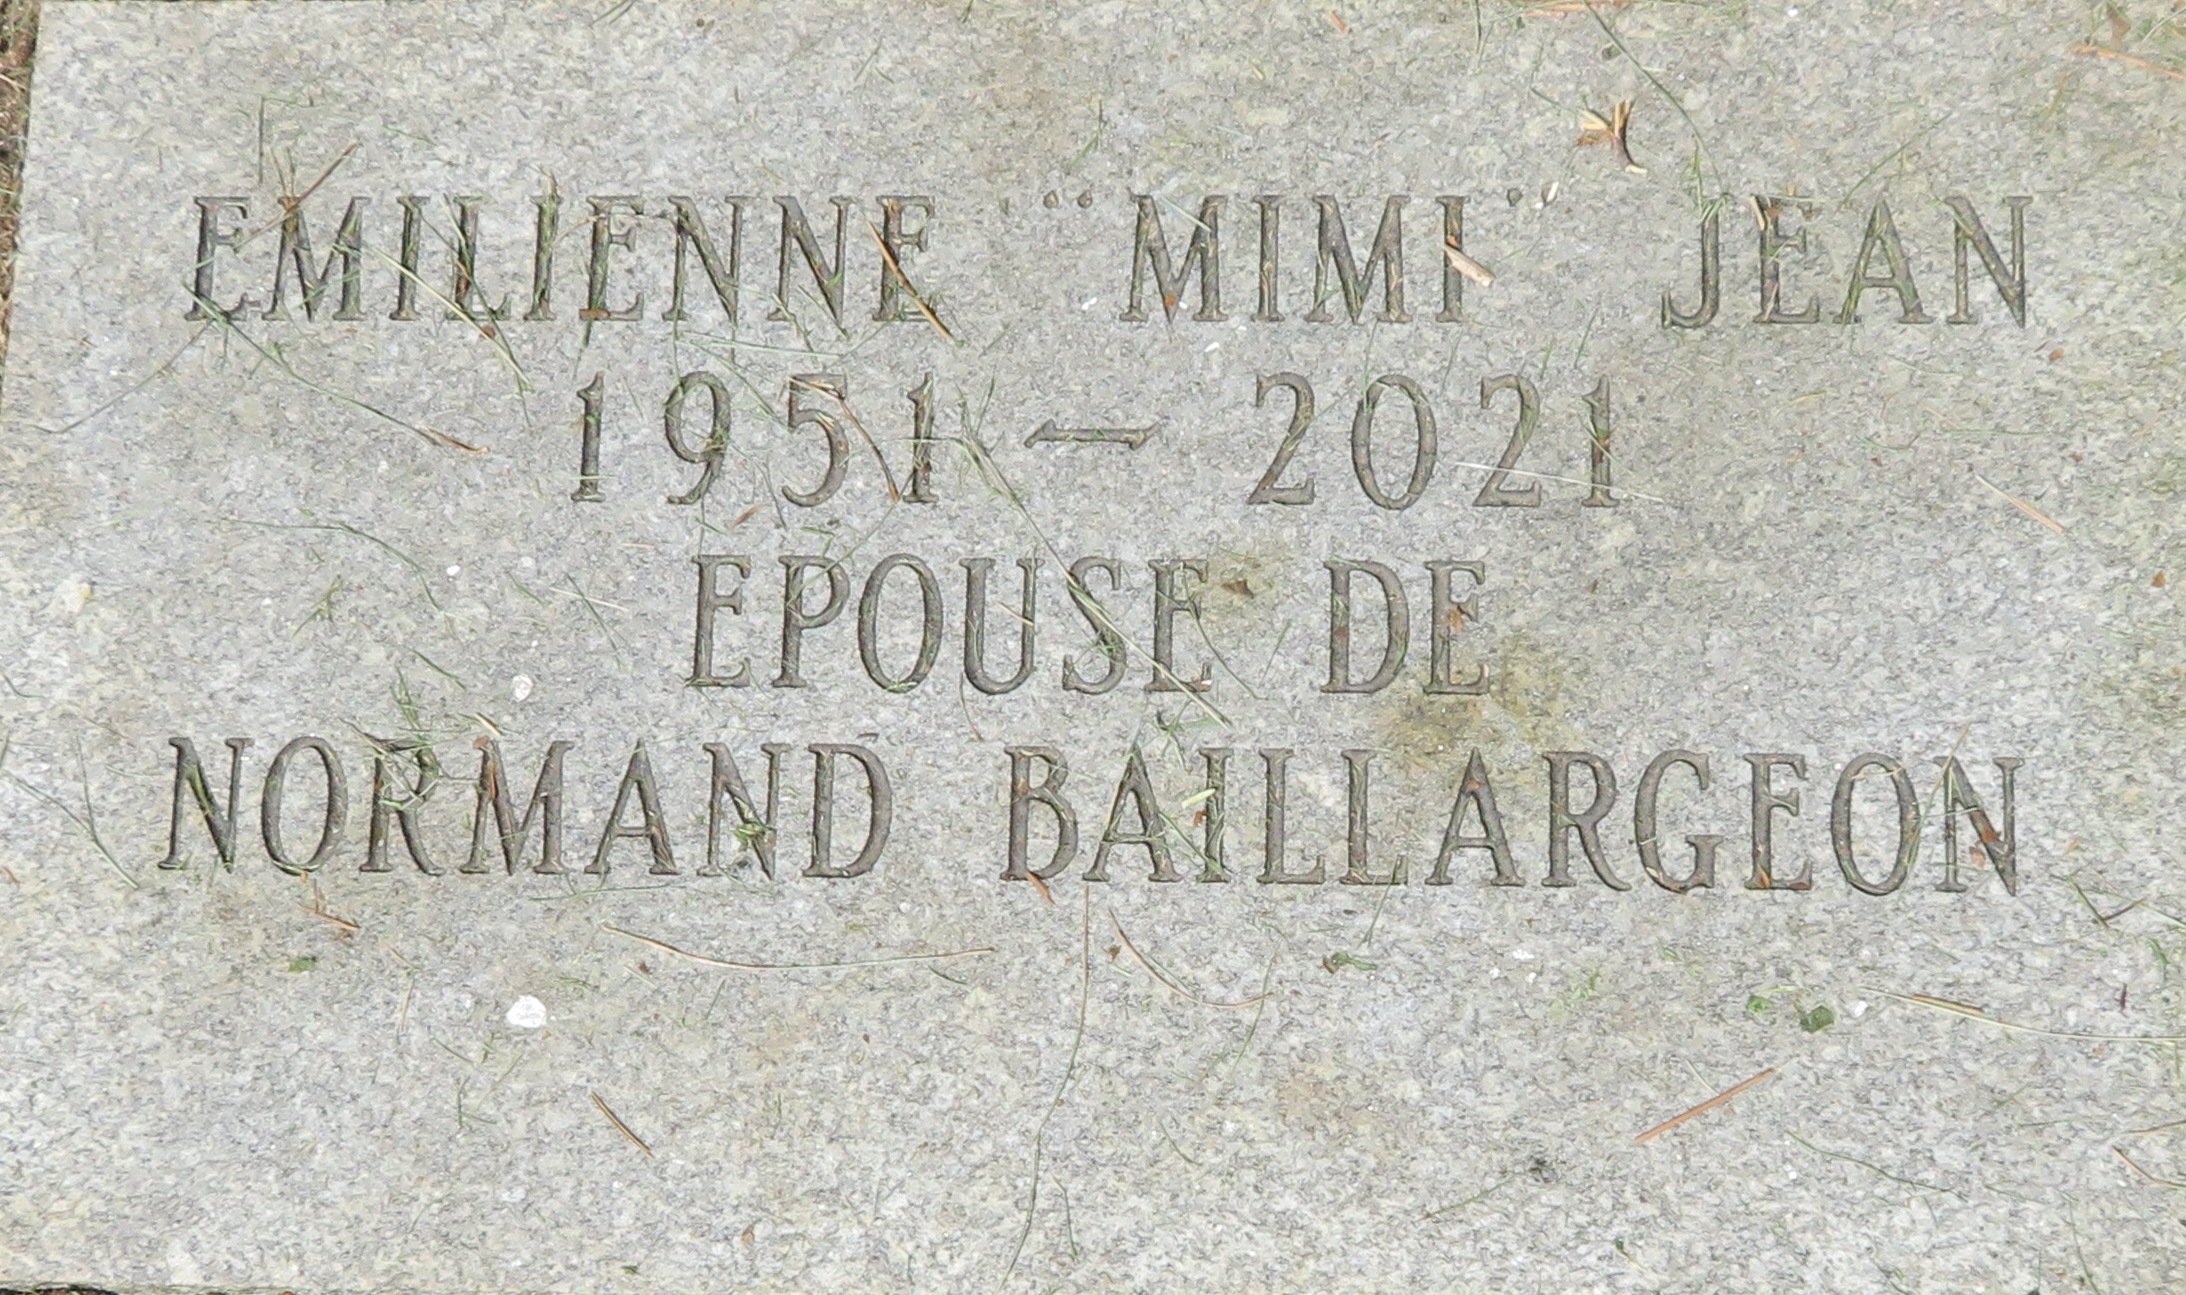 EMILIENNE "MIMI" JEAN
1951 - 2021
EPOUSE DE
NORMAND BAILLARGEON